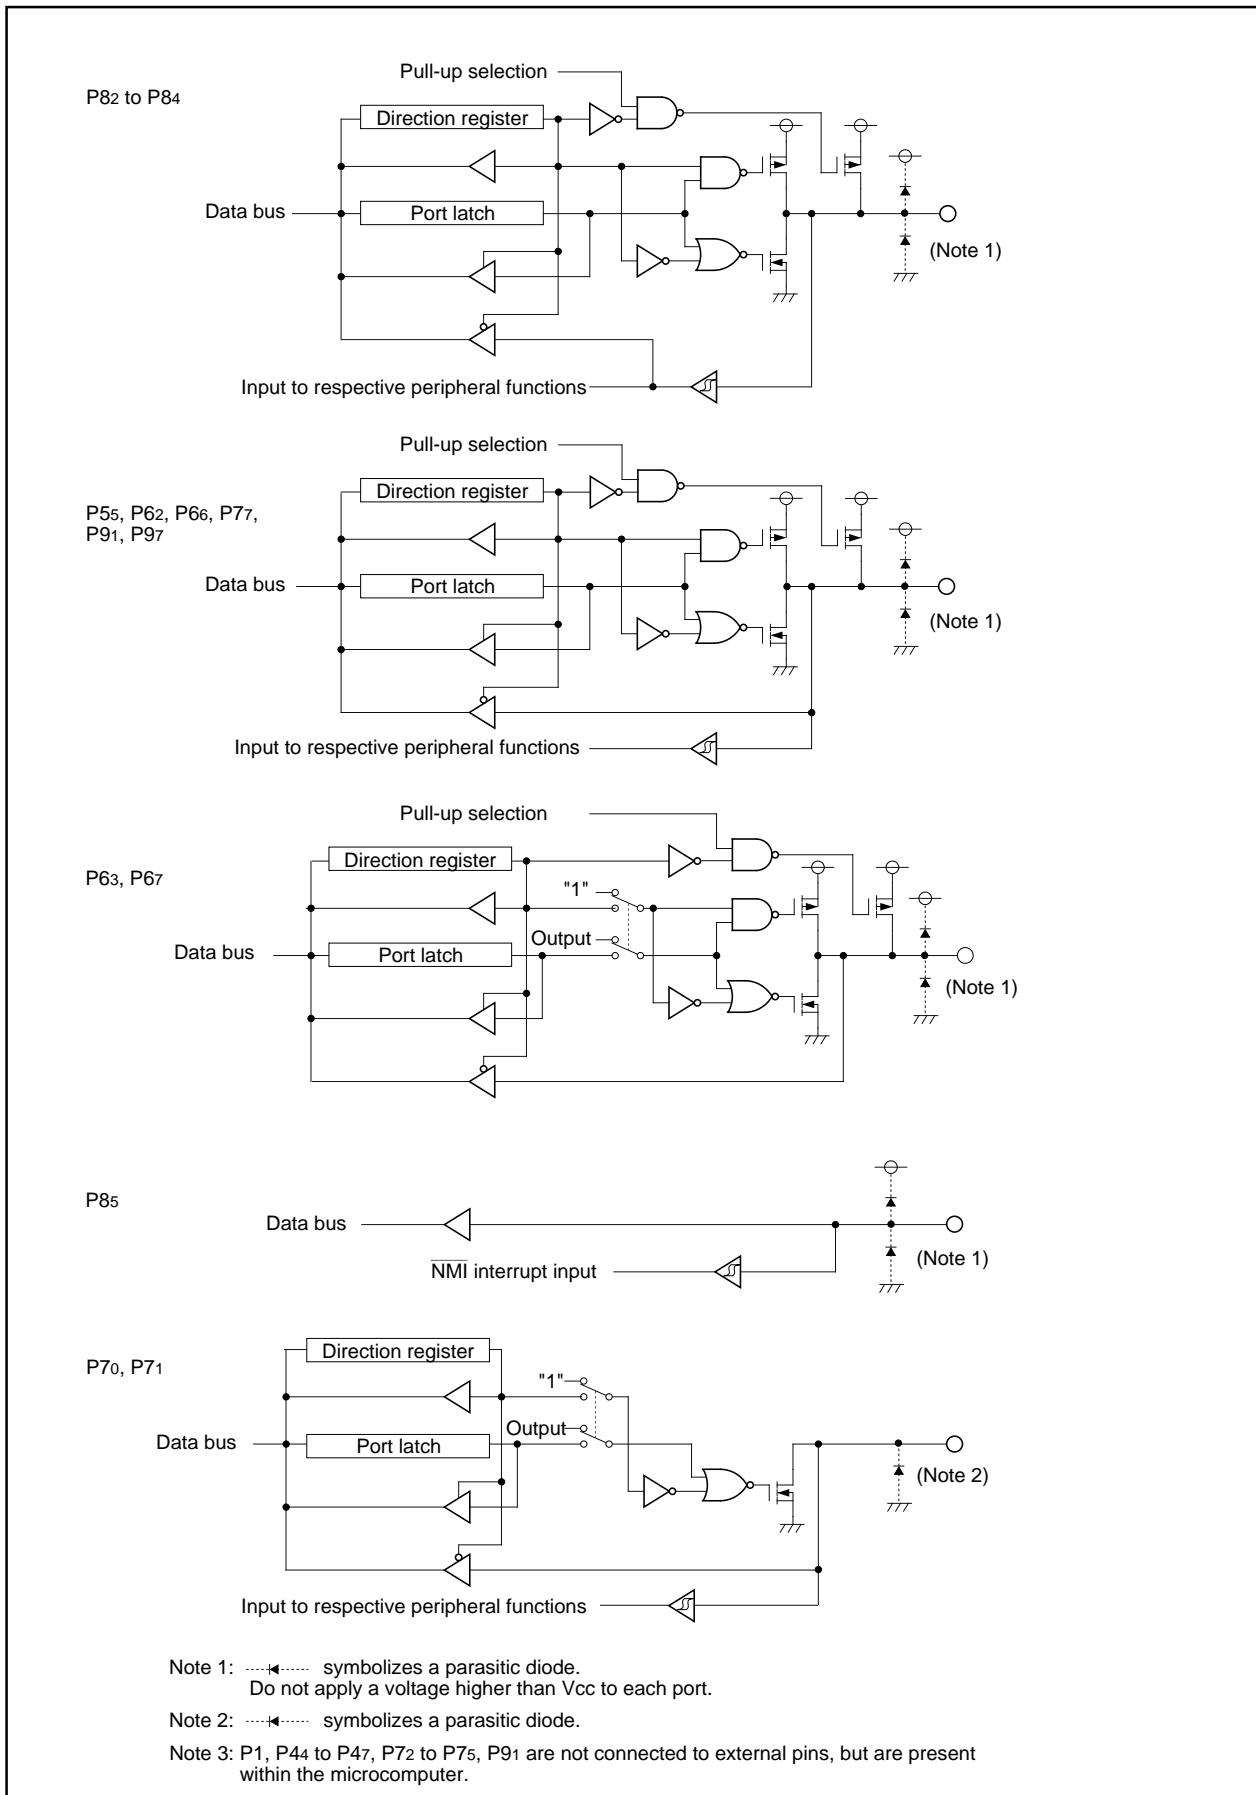 Pull-up selection
P82 to P84
Direction register
Data bus
Port latch
(Note 1)
Input to respective peripheral functions
Pull-up selection
Direction register
P55, P62, P66, P77,
P91, P97
Data bus
Port latch
(Note 1)
Input to respective peripheral functions
Pull-up selection
Direction register
P63, P67
"1"
Output
Data bus
Port latch
(Note 1)
P85
Data bus
(Note 1)
NMI interrupt input
Direction register
P70, P71
"1"
Output
Data bus
Port latch
(Note 2)
Input to respective peripheral functions
Note 1: symbolizes a parasitic diode.
Do not apply a voltage higher than Vcc to each port.
Note 2: symbolizes a parasitic diode.
Note 3: P1, P44 to P47, P72 to P75, P91 are not connected to external pins, but are present
within the microcomputer.